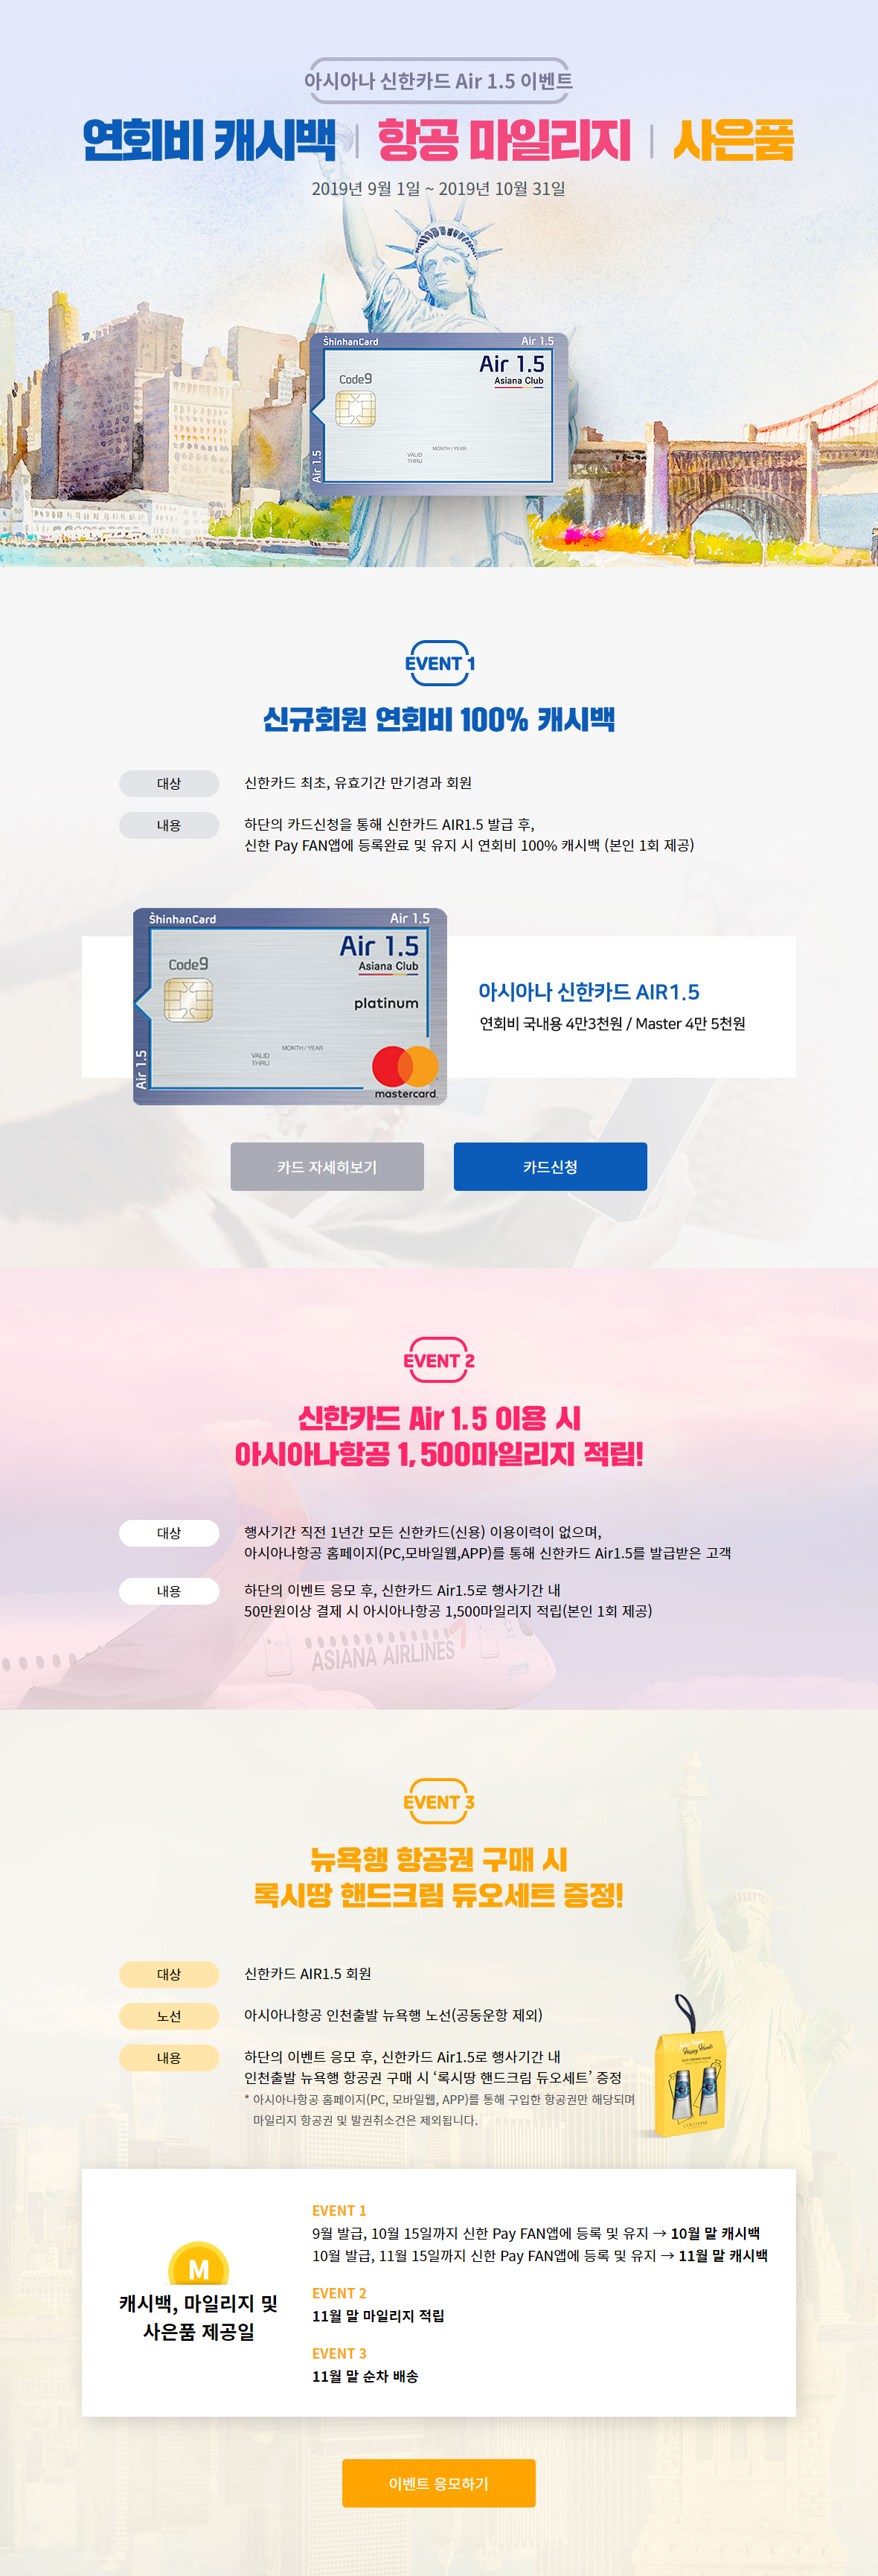 아시아나 신한카드 Air 1.5 이벤트
연회비 캐시백 | 항공 마일리지 | 사은품
2019년 9월 1일 ~ 2019년 10월 31일
ShinhanCard Air 1.5
Air 1.5
Asiana Club
Code9
MONTH / YEAR
VALID
THRU
Air 1.5
EVENT 1
신규회원 연회비 100% 캐시백
대상 신한카드 최초, 유효기간 만기경과 회원
내용 하단의 카드신청을 통해 신한카드 AIR1.5 발급 후,
신한 Pay FAN앱에 등록완료 및 유지 시 연회비 100% 캐시백 (본인 1회 제공)
ShinhanCard Air 1.5
Air 1.5
Asiana Club
Code9
platinum
MONTH / YEAR
VALID
THRU
Air 1.5
mastercard.
아시아나 신한카드 AIR1.5
연회비 국내용 4만3천원 / Master 4만 5천원
카드 자세히보기 카드신청
EVENT 2
신한카드 Air 1.5 이용 시
아시아나항공 1,500마일리지 적립!
대상 행사기간 직전 1년간 모든 신한카드(신용) 이용이력이 없으며,
아시아나항공 홈페이지(PC,모바일웹,APP)를 통해 신한카드 Air1.5를 발급받은 고객
내용 하단의 이벤트 응모 후, 신한카드 Air1.5로 행사기간 내
50만원이상 결제 시 아시아나항공 1,500마일리지 적립(본인 1회 제공)
ASIANA AIRLINES
EVENT 3
뉴욕행 항공권 구매 시
록시땅 핸드크림 듀오세트 증정!
대상 신한카드 AIR1.5 회원
노선 아시아나항공 인천출발 뉴욕행 노선(공동운항 제외)
내용 하단의 이벤트 응모 후, 신한카드 Air1.5로 행사기간 내
인천출발 뉴욕행 항공권 구매 시 ‘록시땅 핸드크림 듀오세트’ 증정
* 아시아나항공 홈페이지(PC, 모바일웹, APP)를 통해 구입한 항공권만 해당되며
마일리지 항공권 및 발권취소건은 제외됩니다.
M
캐시백, 마일리지 및
사은품 제공일
EVENT 1
9월 발급, 10월 15일까지 신한 Pay FAN앱에 등록 및 유지 → 10월 말 캐시백
10월 발급, 11월 15일까지 신한 Pay FAN앱에 등록 및 유지 → 11월 말 캐시백
EVENT 2
11월 말 마일리지 적립
EVENT 3
11월 말 순차 배송
이벤트 응모하기